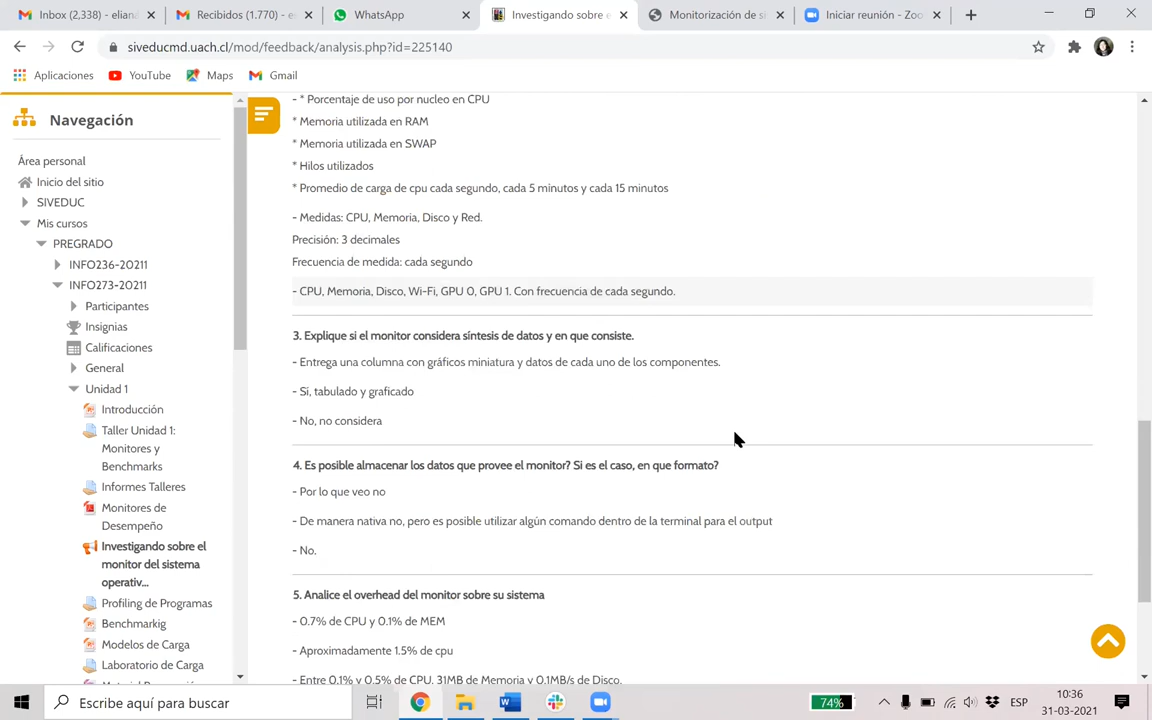 Inbox (2,338) - elian
Recibidos (1.770) - e
WhatsApp
Investigando sobre
Monitorización de si
Iniciar reunión - Zoo
siveducmd.uach.cl/mod/feedback/analysis.php?id=225140
Aplicaciones
YouTube
Maps
Gmail
Navegación
Área personal
Inicio del sitio
SIVEDUC
Mis cursos
PREGRADO
INFO236-20211
INFO273-20211
Participantes
Insignias
Calificaciones
General
Unidad 1
Introducción
Taller Unidad 1:
Monitores y
Benchmarks
Informes Talleres
Monitores de
Desempeño
Investigando sobre el
monitor del sistema
operativ...
Profiling de Programas
Benchmarkig
Modelos de Carga
Laboratorio de Carga
- * Porcentaje de uso por nucleo en CPU
* Memoria utilizada en RAM
* Memoria utilizada en SWAP
* Hilos utilizados
* Promedio de carga de cpu cada segundo, cada 5 minutos y cada 15 minutos
- Medidas: CPU, Memoria, Disco y Red.
Precisión: 3 decimales
Frecuencia de medida: cada segundo
- CPU, Memoria, Disco, Wi-Fi, GPU 0, GPU 1. Con frecuencia de cada segundo.
3. Explique si el monitor considera síntesis de datos y en que consiste.
- Entrega una columna con gráficos miniatura y datos de cada uno de los componentes.
- Sí, tabulado y graficado
- No, no considera
4. Es posible almacenar los datos que provee el monitor? Si es el caso, en que formato?
- Por lo que veo no
- De manera nativa no, pero es posible utilizar algún comando dentro de la terminal para el output
- No.
5. Analice el overhead del monitor sobre su sistema
- 0.7% de CPU y 0.1% de MEM
- Aproximadamente 1.5% de cpu
- Entre 0.1% y 0.5% de CPU, 31MB de Memoria y 0.1MB/s de Disco.
Escribe aquí para buscar
74%
ESP
10:36
31-03-2021